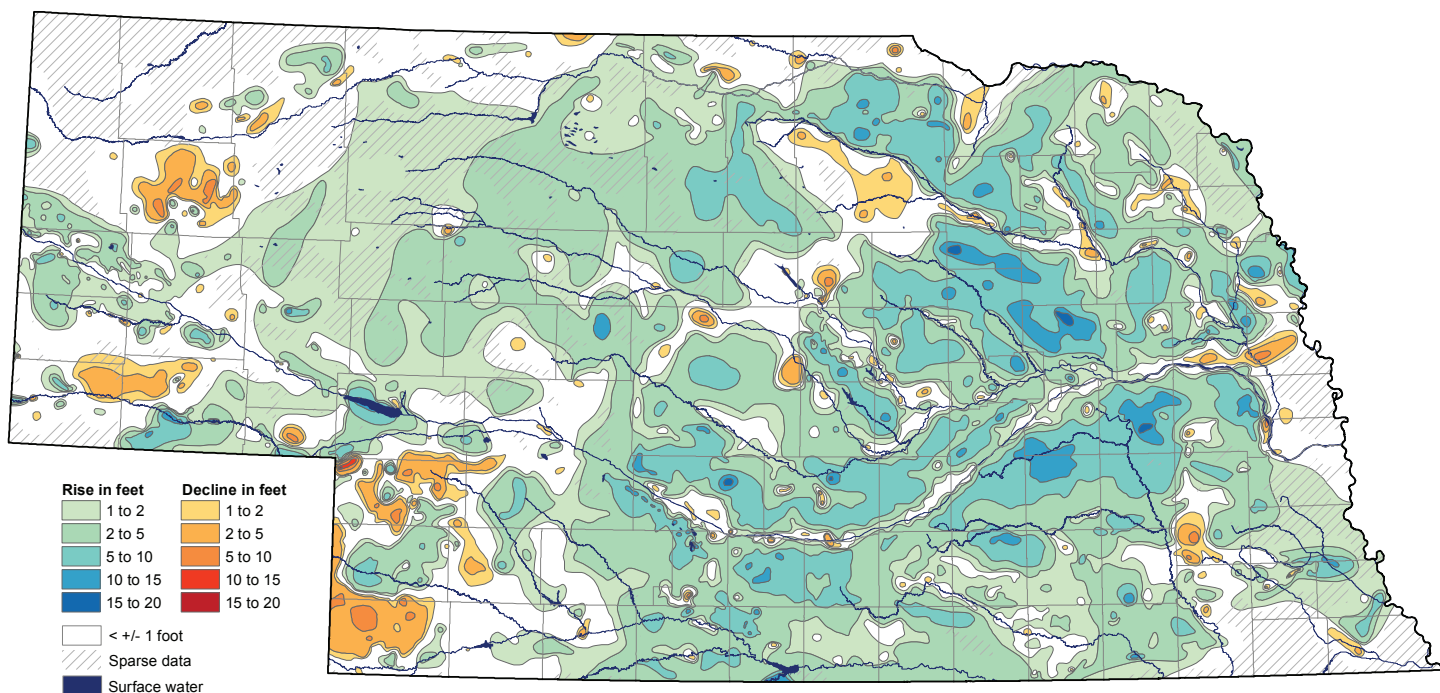 Rise in feet
1 to 2
2 to 5
5 to 10
10 to 15
15 to 20
Decline in feet
1 to 2
2 to 5
5 to 10
10 to 15
15 to 20
< +/- 1 foot
Sparse data
Surface water